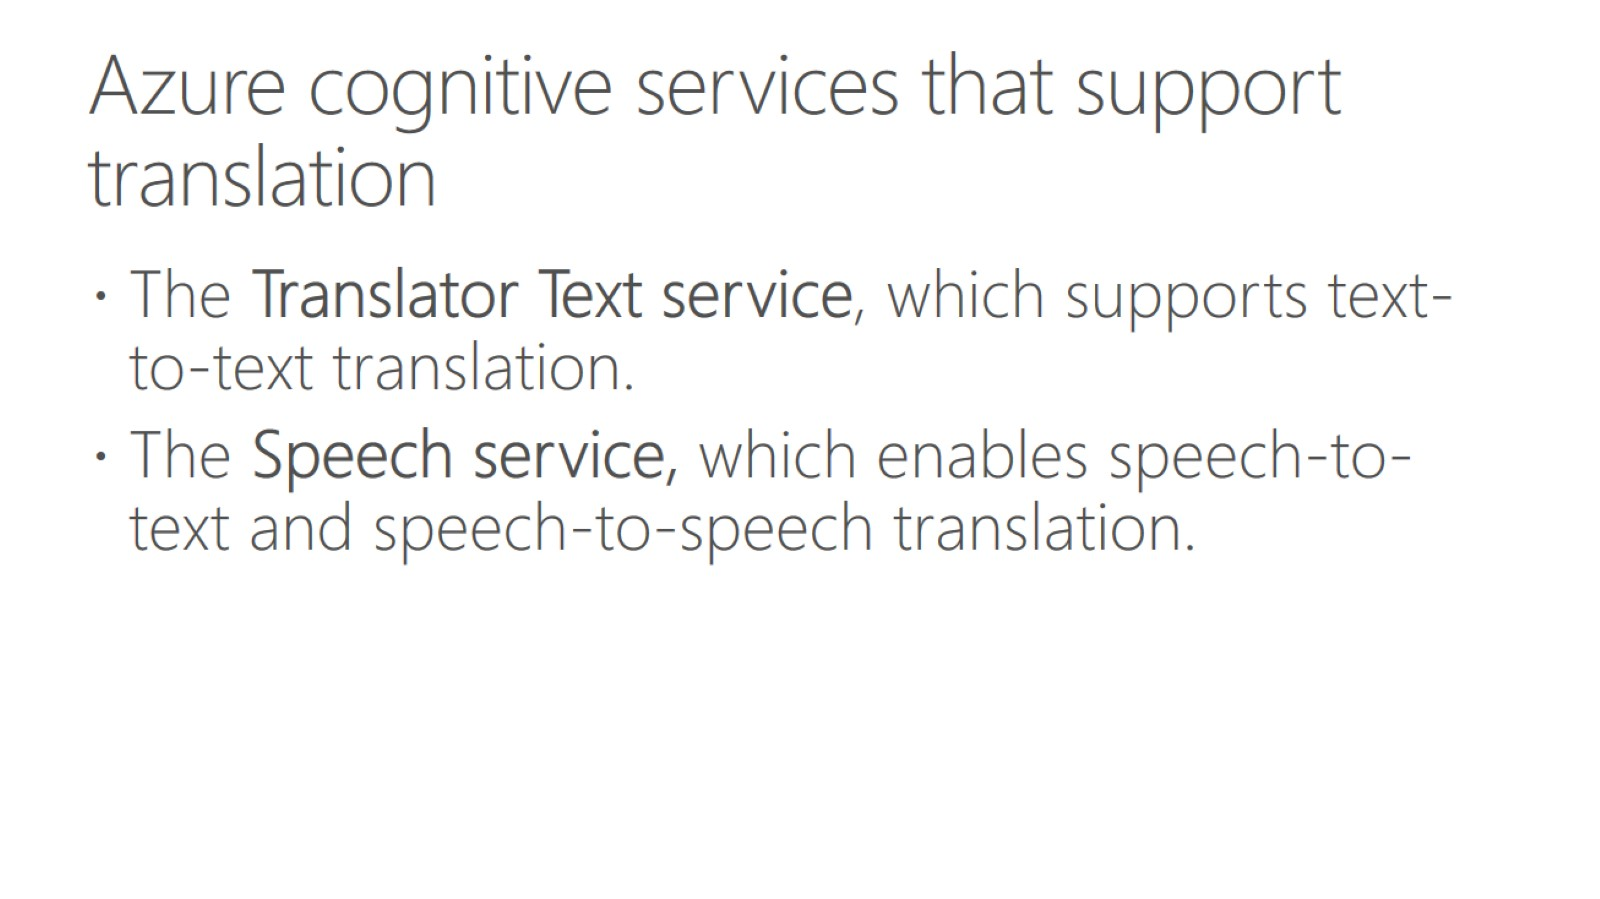 Azure cognitive services that support
translation
• The Translator Text service, which supports text-
to-text translation.
• The Speech service, which enables speech-to-
text and speech-to-speech translation.